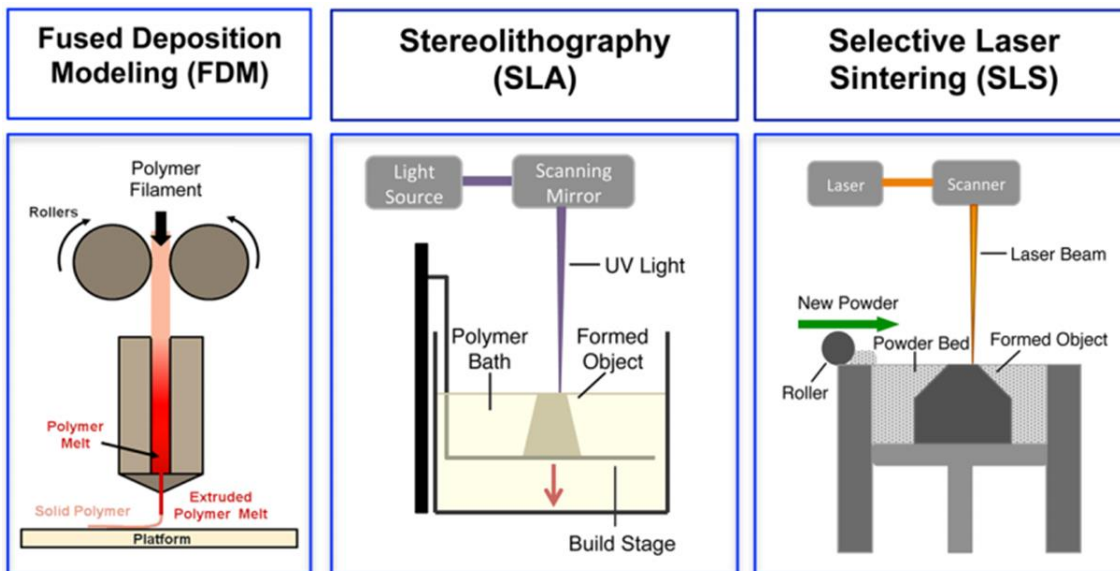 Fused Deposition
Modeling (FDM)
Polymer
Filament
Rollers
Polymer
Melt
Extruded
Polymer Melt
Solid Polymer
Platform
Stereolithography
(SLA)
Light
Source
Scanning
Mirror
UV Light
Polymer
Bath
Formed
Object
Build Stage
Selective Laser
Sintering (SLS)
Laser
Scanner
Laser Beam
New Powder
Powder Bed
Formed Object
Roller